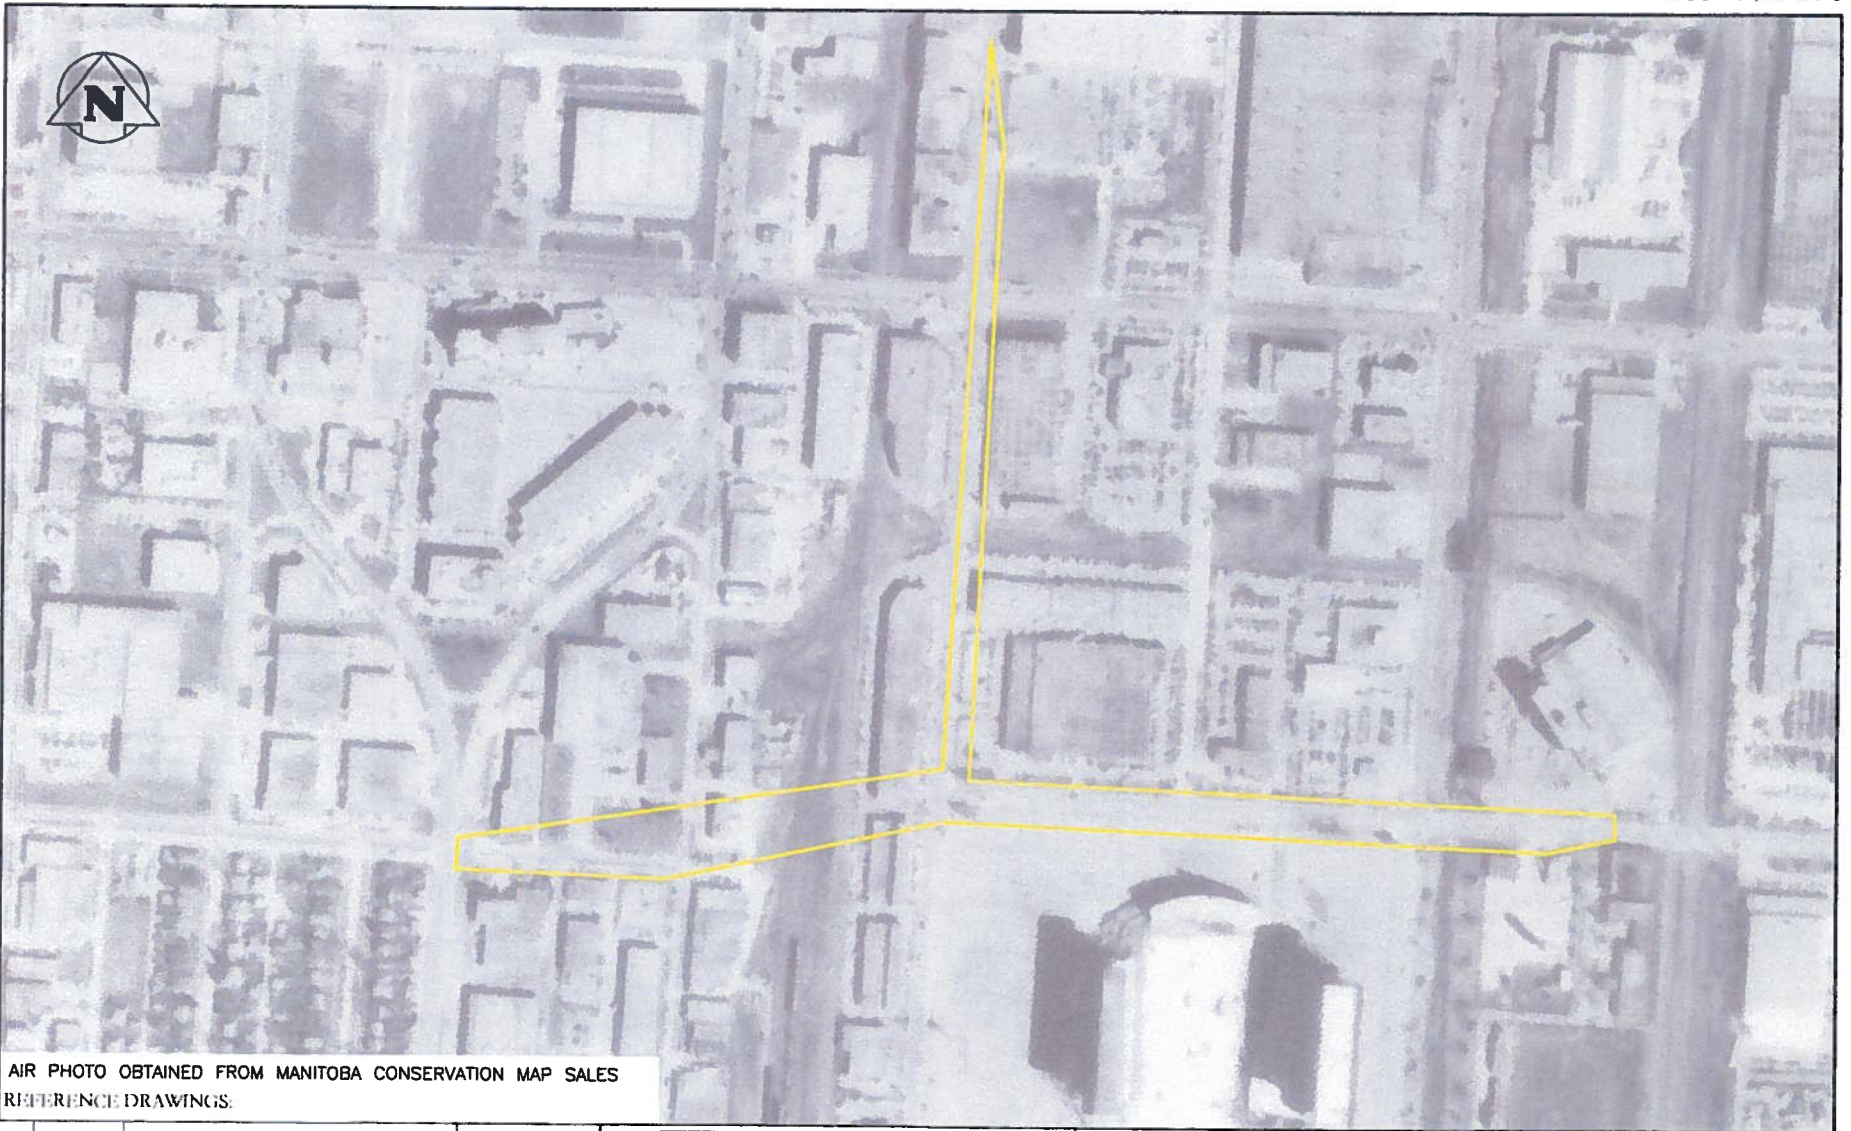 N
AIR PHOTO OBTAINED FROM MANITOBA CONSERVATION MAP SALES
REFERENCE DRAWINGS: